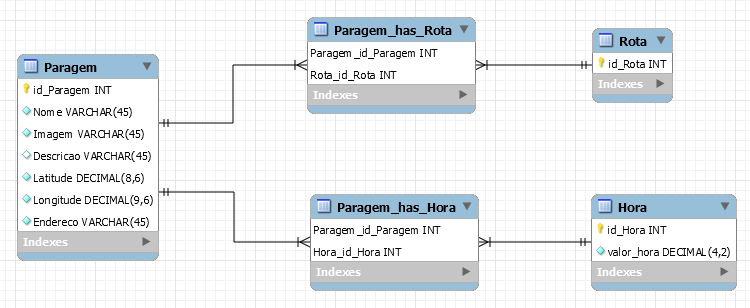 Paragem
id_Paragem INT
Nome VARCHAR(45)
Imagem VARCHAR(45)
Descricao VARCHAR(45)
Latitude DECIMAL(8,6)
Longitude DECIMAL(9,6)
Endereco VARCHAR(45)
Indexes
Paragem_has_Rota
Paragem_id_Paragem INT
Rota_id_Rota INT
Indexes
Rota
id_Rota INT
Indexes
Paragem_has_Hora
Paragem_id_Paragem INT
Hora_id_Hora INT
Indexes
Hora
id_Hora INT
valor_hora DECIMAL(4,2)
Indexes